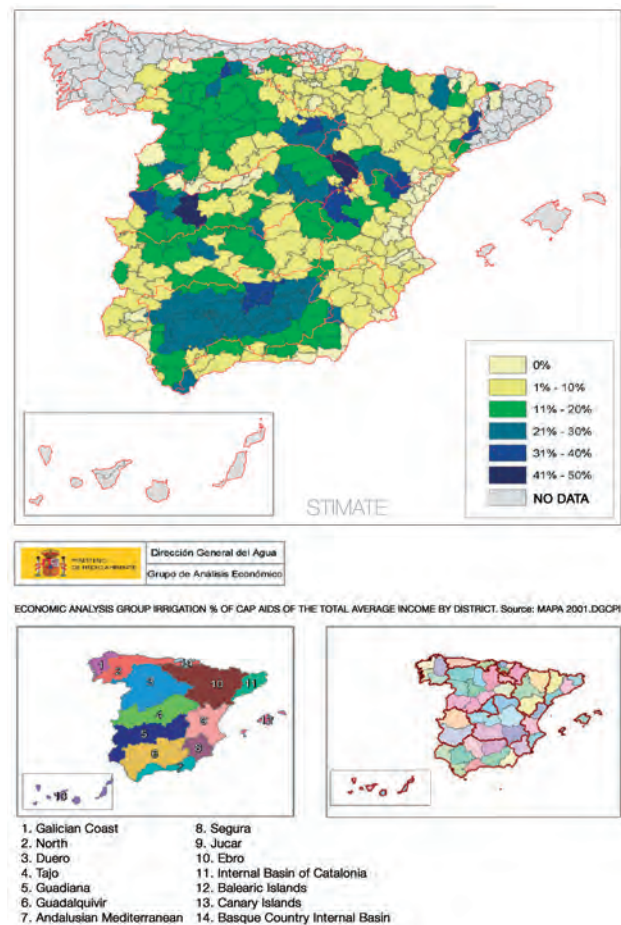 0%
1% - 10%
11% - 20%
21% - 30%
31% - 40%
41% - 50%
NO DATA
STIMATE
MINISTERIO
DE MEDIO AMBIENTE
Dirección General del Agua
Grupo de Análisis Económico
ECONOMIC ANALYSIS GROUP IRRIGATION % OF CAP AIDS OF THE TOTAL AVERAGE INCOME BY DISTRICT. Source: MAPA 2001.DGCPI
1
2
3
4
5
6
8
9
10
11
1. Galician Coast
2. North
3. Duero
4. Tajo
5. Guadiana
6. Guadalquivir
7. Andalusian Mediterranean
8. Segura
9. Jucar
10. Ebro
11. Internal Basin of Catalonia
12. Balearic Islands
13. Canary Islands
14. Basque Country Internal Basin